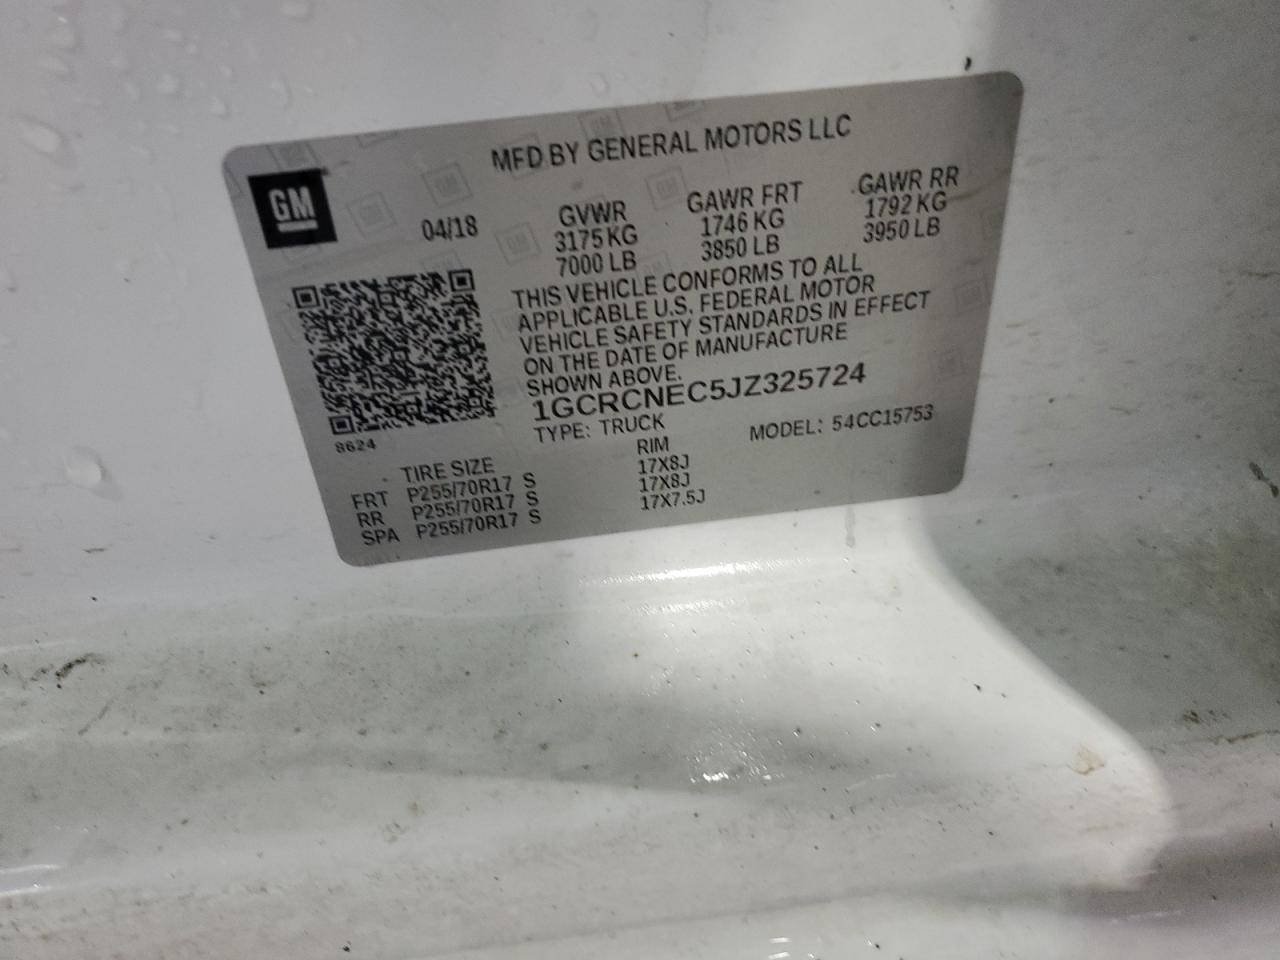 MFD BY GENERAL MOTORS LLC
GM
04/18
GVWR GAWR FRT GAWR RR
3175 KG 1746 KG 1792 KG
7000 LB 3850 LB 3950 LB
THIS VEHICLE CONFORMS TO ALL
APPLICABLE U.S. FEDERAL MOTOR
VEHICLE SAFETY STANDARDS IN EFFECT
ON THE DATE OF MANUFACTURE
SHOWN ABOVE.
1GCRCNEC5JZ325724
8624
TYPE: TRUCK MODEL: 54CC15753
TIRE SIZE RIM
FRT P255/70R17 S 17X8J
RR P255/70R17 S 17X8J
SPA P255/70R17 S 17X7.5J